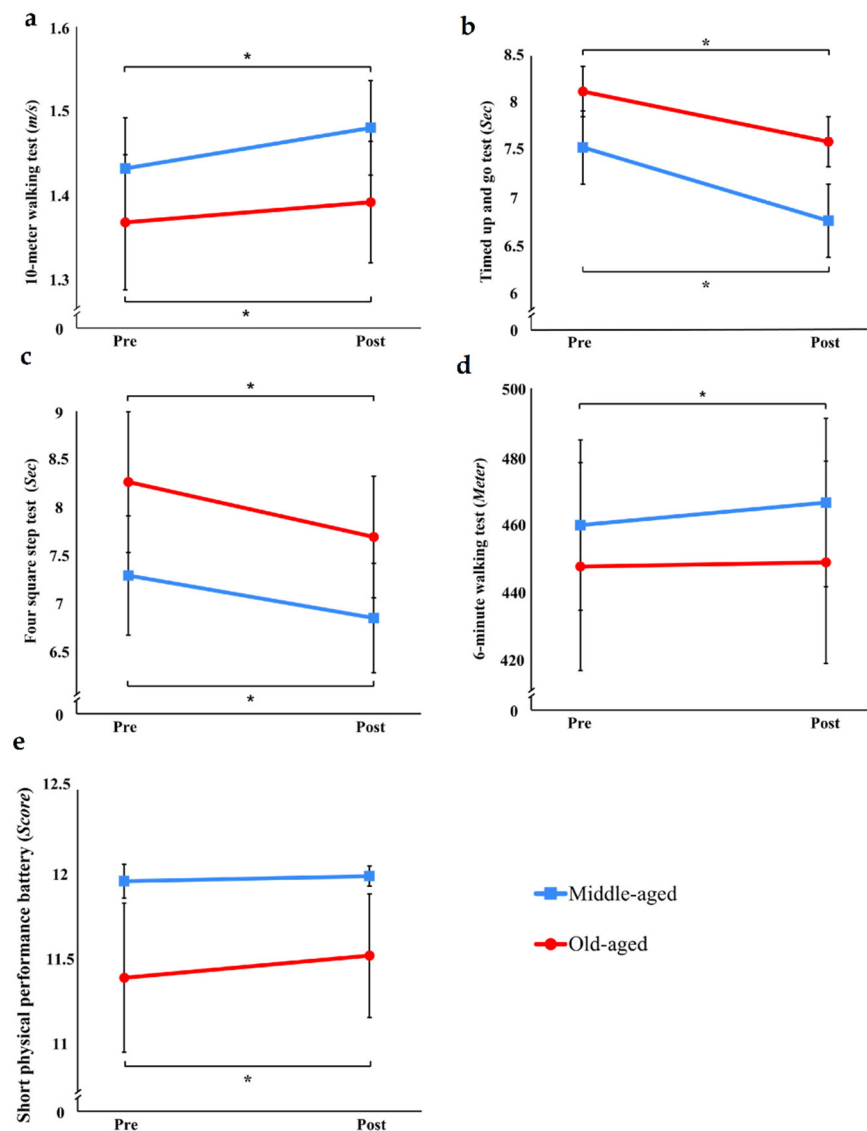 a
10-meter walking test (m/s)
1.6
1.5
1.4
1.3
0
*
*
Pre
Post
b
Timed up and go test (Sec)
8.5
8
7.5
7
6.5
6
0
*
*
Pre
Post
c
Four square step test (Sec)
9
8.5
8
7.5
7
6.5
0
*
*
Pre
Post
d
6-minute walking test (Meter)
500
480
460
440
420
0
*
Pre
Post
e
Short physical performance battery (Score)
12.5
12
11.5
11
0
*
Pre
Post
Middle-aged
Old-aged